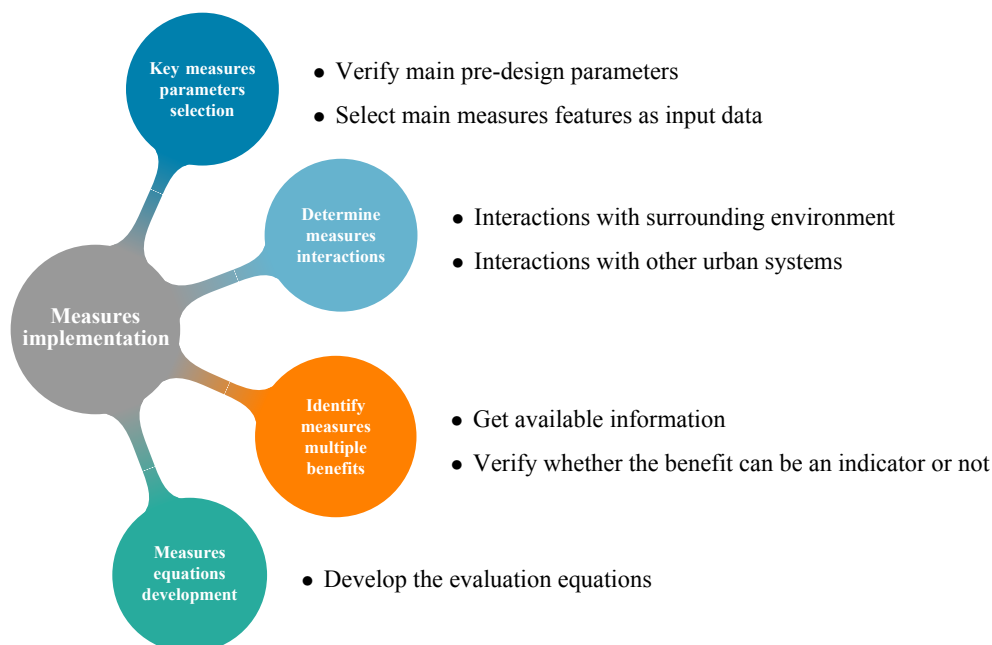 Key measures
parameters
selection
• Verify main pre-design parameters
• Select main measures features as input data
Determine
measures
interactions
• Interactions with surrounding environment
• Interactions with other urban systems
Measures
implementation
Identify
measures
multiple
benefits
• Get available information
• Verify whether the benefit can be an indicator or not
Measures
equations
development
• Develop the evaluation equations